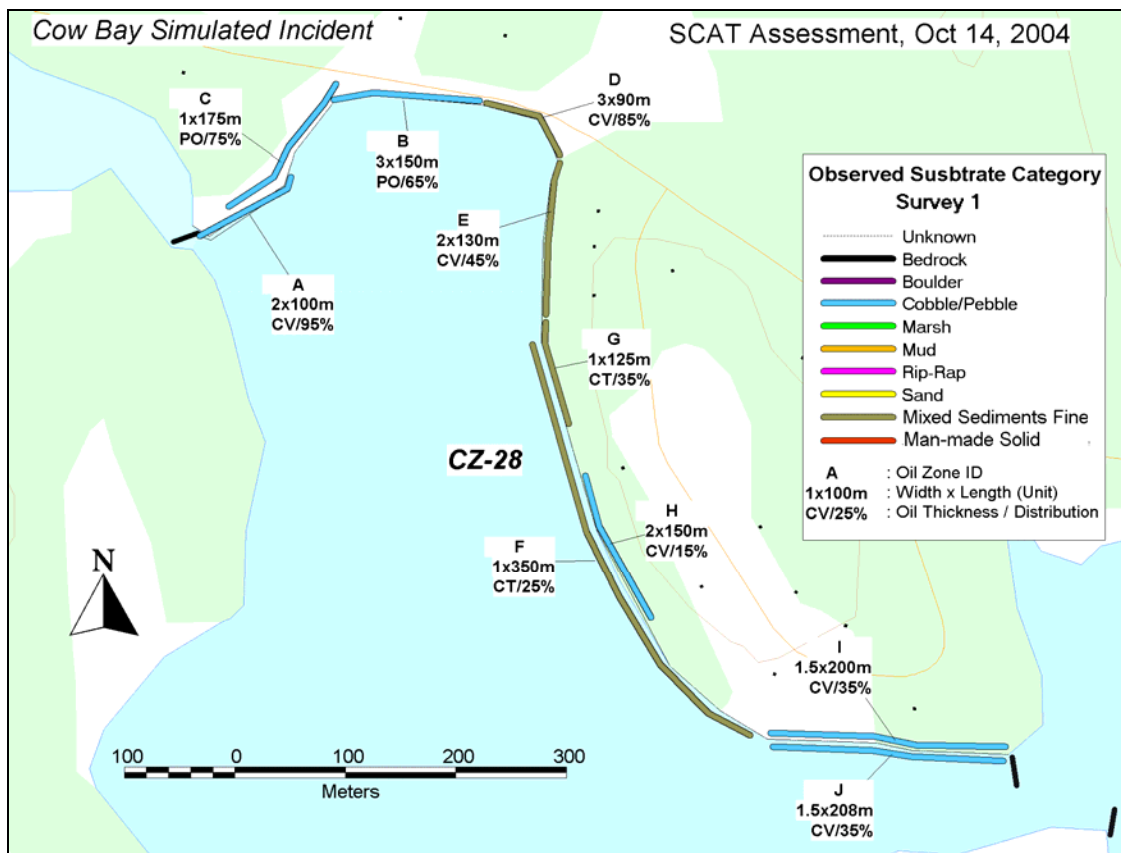 Cow Bay Simulated Incident
SCAT Assessment, Oct 14, 2004
C
1x175m
PO/75%
B
3x150m
PO/65%
D
3x90m
CV/85%
A
2x100m
CV/95%
E
2x130m
CV/45%
G
1x125m
CT/35%
CZ-28
H
2x150m
CV/15%
F
1x350m
CT/25%
I
1.5x200m
CV/35%
J
1.5x208m
CV/35%
Observed Susbtrate Category
Survey 1
Unknown
Bedrock
Boulder
Cobble/Pebble
Marsh
Mud
Rip-Rap
Sand
Mixed Sediments Fine
Man-made Solid
A : Oil Zone ID
1x100m : Width x Length (Unit)
CV/25% : Oil Thickness / Distribution
N
100 0 100 200 300
Meters